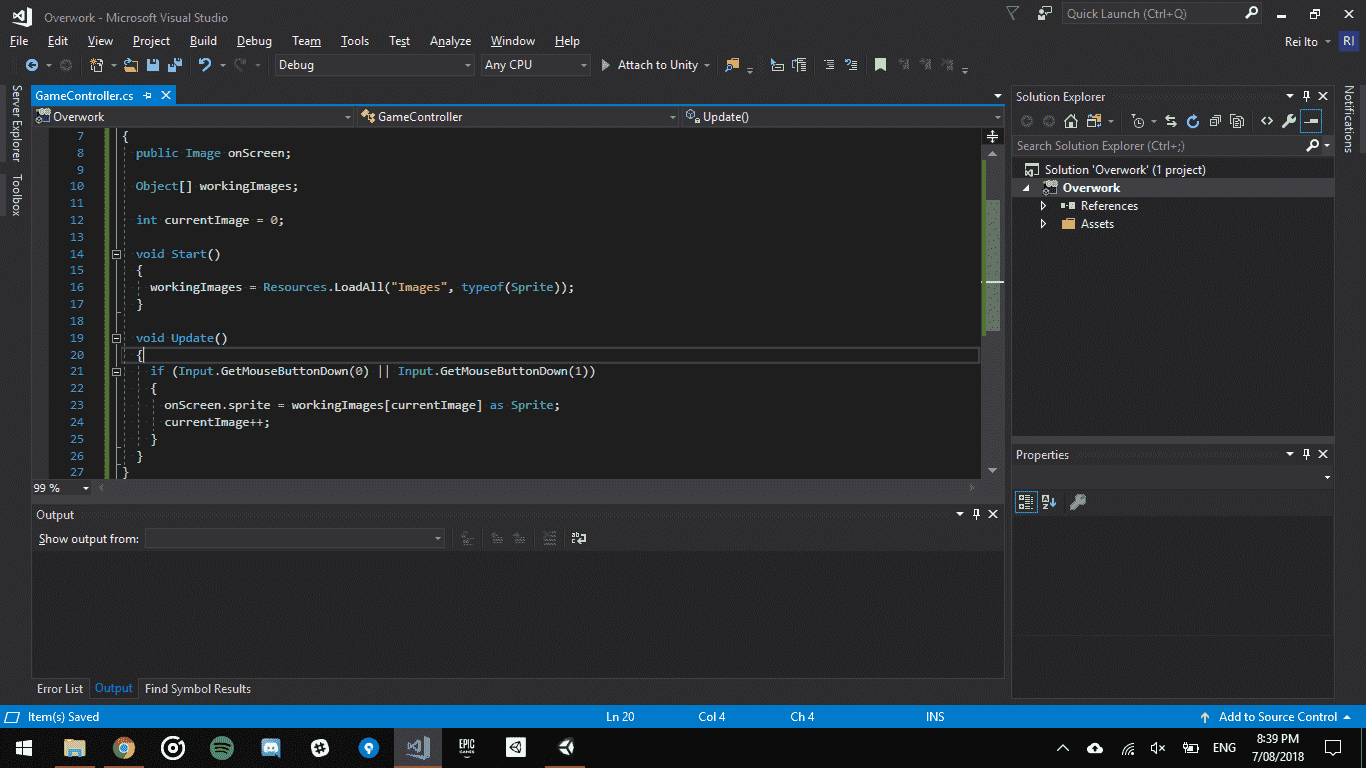 Overwork - Microsoft Visual Studio
Quick Launch (Ctrl+Q)
File Edit View Project Build Debug Team Tools Test Analyze Window Help
Rei Ito RI
Debug Any CPU Attach to Unity
Server Explorer
Toolbox
GameController.cs
Overwork GameController Update()
7 {
8 public Image onScreen;
9
10 Object[] workingImages;
11
12 int currentImage = 0;
13
14 void Start()
15 {
16 workingImages = Resources.LoadAll("Images", typeof(Sprite));
17 }
18
19 void Update()
20 {
21 if (Input.GetMouseButtonDown(0) || Input.GetMouseButtonDown(1))
22 {
23 onScreen.sprite = workingImages[currentImage] as Sprite;
24 currentImage++;
25 }
26 }
27 }
99 %
Output
Show output from:
Error List Output Find Symbol Results
Solution Explorer
Search Solution Explorer (Ctrl+;)
Solution 'Overwork' (1 project)
Overwork
References
Assets
Properties
Notifications
Item(s) Saved Ln 20 Col 4 Ch 4 INS Add to Source Control
EPIC GAMES
ENG
8:39 PM
7/08/2018